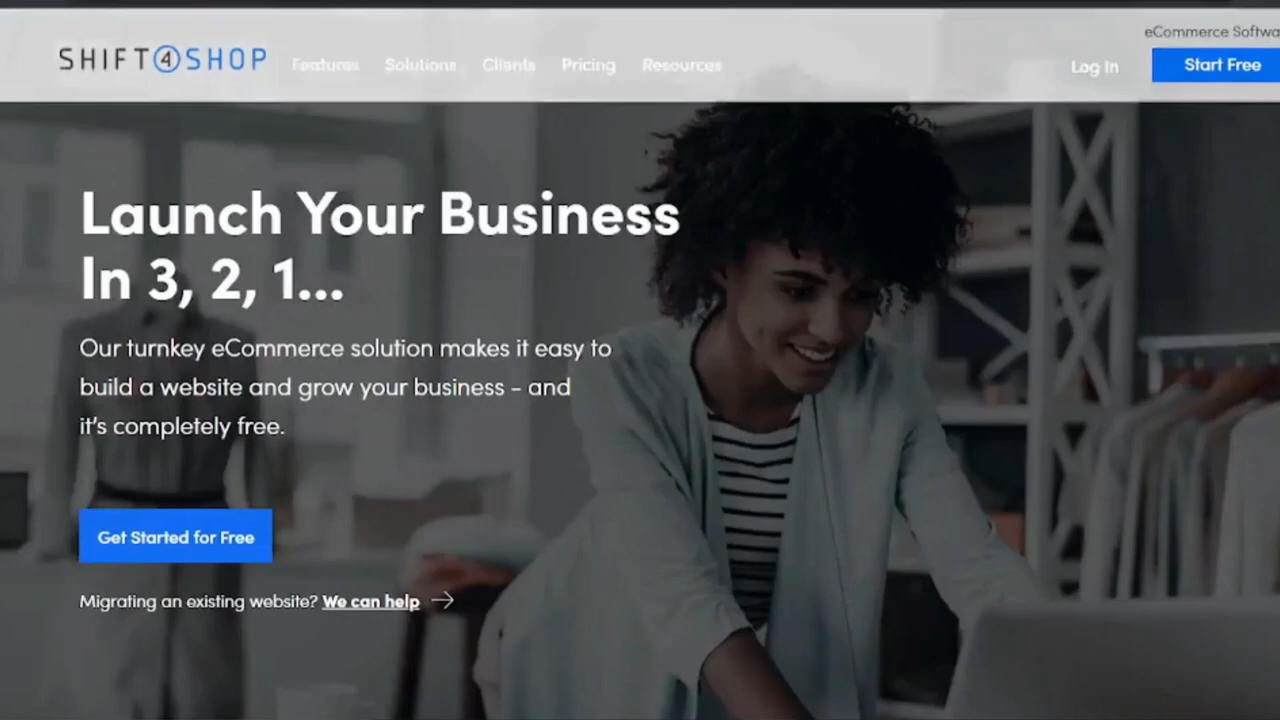 eCommerce Softwa
SHIFT4SHOP
Features Solutions Clients Pricing Resources
Log In
Start Free
Launch Your Business
In 3, 2, 1...
Our turnkey eCommerce solution makes it easy to
build a website and grow your business - and
it's completely free.
Get Started for Free
Migrating an existing website? We can help